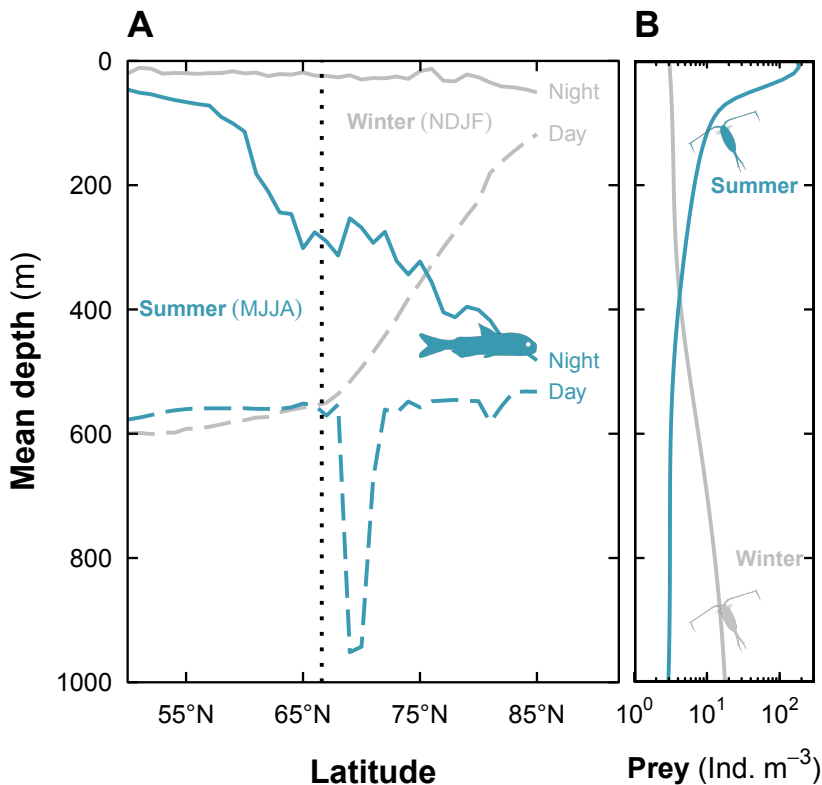 A
B
0
200
400
600
800
1000
Mean depth (m)
Night
Winter (NDJF)
Day
Summer (MJJA)
Night
Day
55°N
65°N
75°N
85°N
Latitude
Summer
Winter
10⁰
10¹
10²
Prey (Ind. m⁻³)